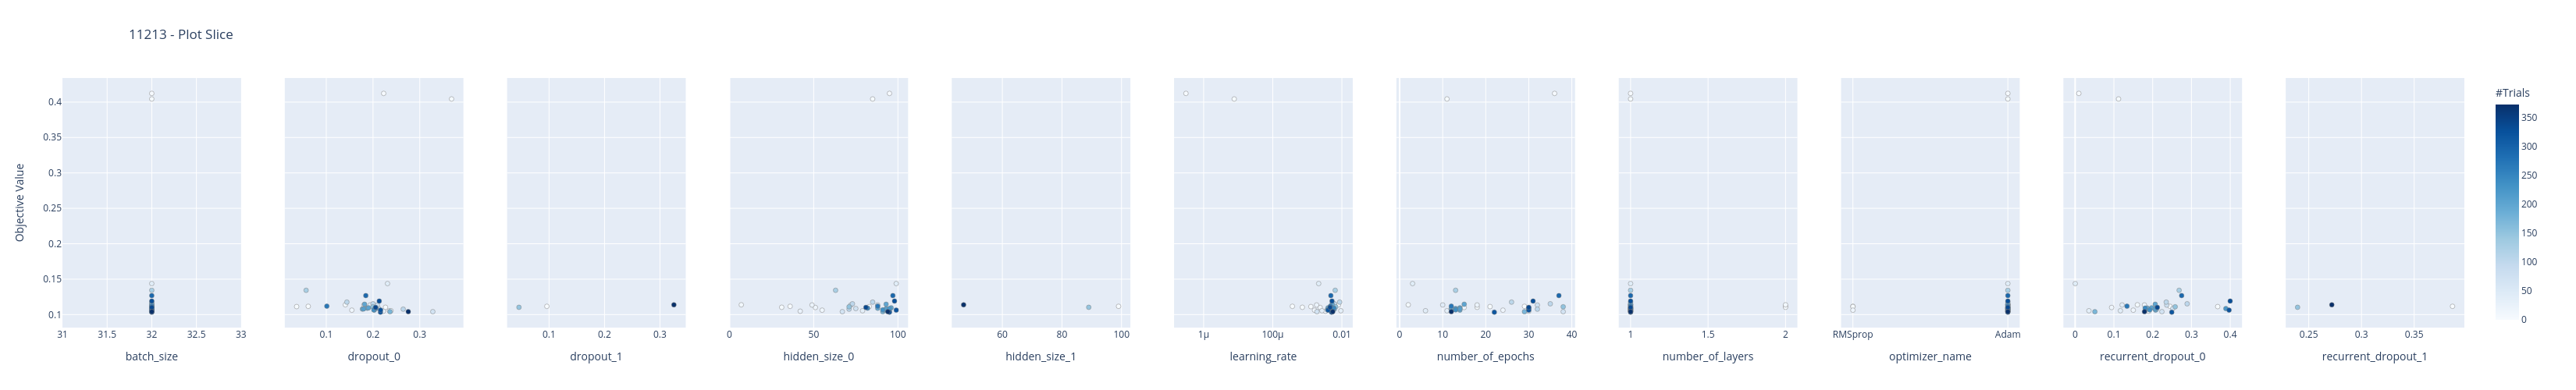 11213 - Plot Slice
#Trials
Objective Value
0.4
0.35
0.3
0.25
0.2
0.15
0.1
350
300
250
200
150
100
50
0
31 31.5 32 32.5 33
batch_size
0.1 0.2 0.3
dropout_0
0.1 0.2 0.3
dropout_1
0 50 100
hidden_size_0
60 80 100
hidden_size_1
1μ 100μ 0.01
learning_rate
0 10 20 30 40
number_of_epochs
1 1.5 2
number_of_layers
RMSprop Adam
optimizer_name
0 0.1 0.2 0.3 0.4
recurrent_dropout_0
0.25 0.3 0.35
recurrent_dropout_1